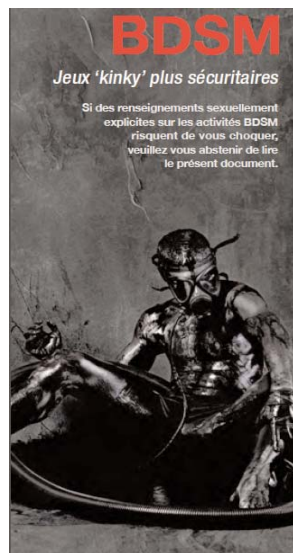 BDSM
Jeux ‘kinky’ plus sécuritaires
Si des renseignements sexuellement
explicites sur les activités BDSM
risquent de vous choquer,
veuillez vous abstenir de lire
le présent document.